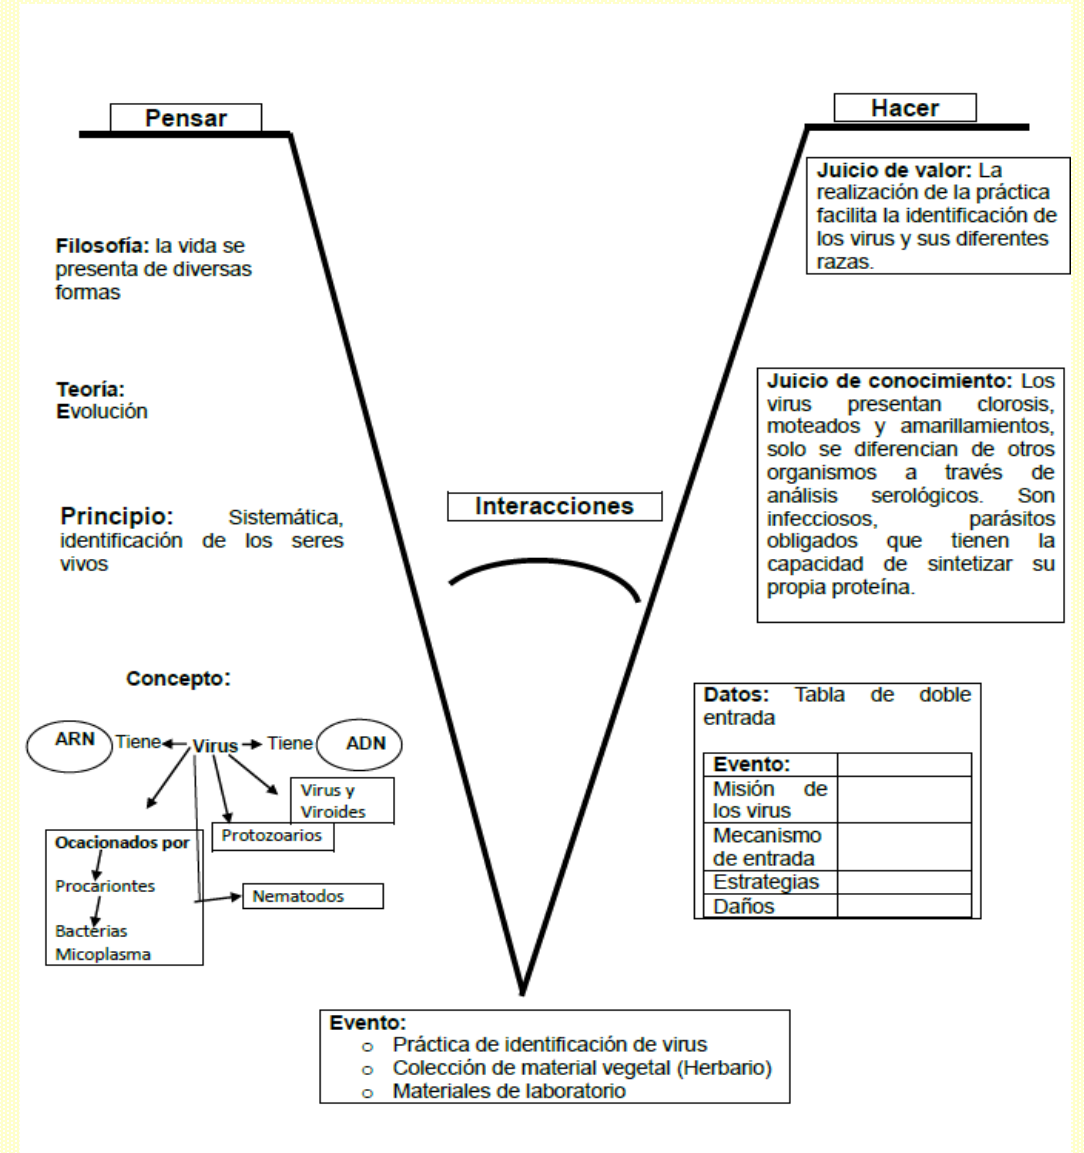 Pensar
Hacer
Juicio de valor: La
realización de la práctica
facilita la identificación de
los virus y sus diferentes
razas.
Filosofía: la vida se
presenta de diversas
formas
Teoría:
Evolución
Juicio de conocimiento: Los
virus presentan clorosis,
moteados y amarillamientos,
solo se diferencian de otros
organismos a través de
análisis serológicos. Son
infecciosos, parásitos
obligados que tienen la
capacidad de sintetizar su
propia proteína.
Interacciones
Principio: Sistemática,
identificación de los seres
vivos
Concepto:
ARN Tiene Virus Tiene ADN
Virus y
Viroides
Protozoarios
Ocacionados por
Procariontes
Nematodos
Bacterias
Micoplasma
Datos: Tabla de doble
entrada
Evento:
Misión de
los virus
Mecanismo
de entrada
Estrategias
Daños
Evento:
o Práctica de identificación de virus
o Colección de material vegetal (Herbario)
o Materiales de laboratorio